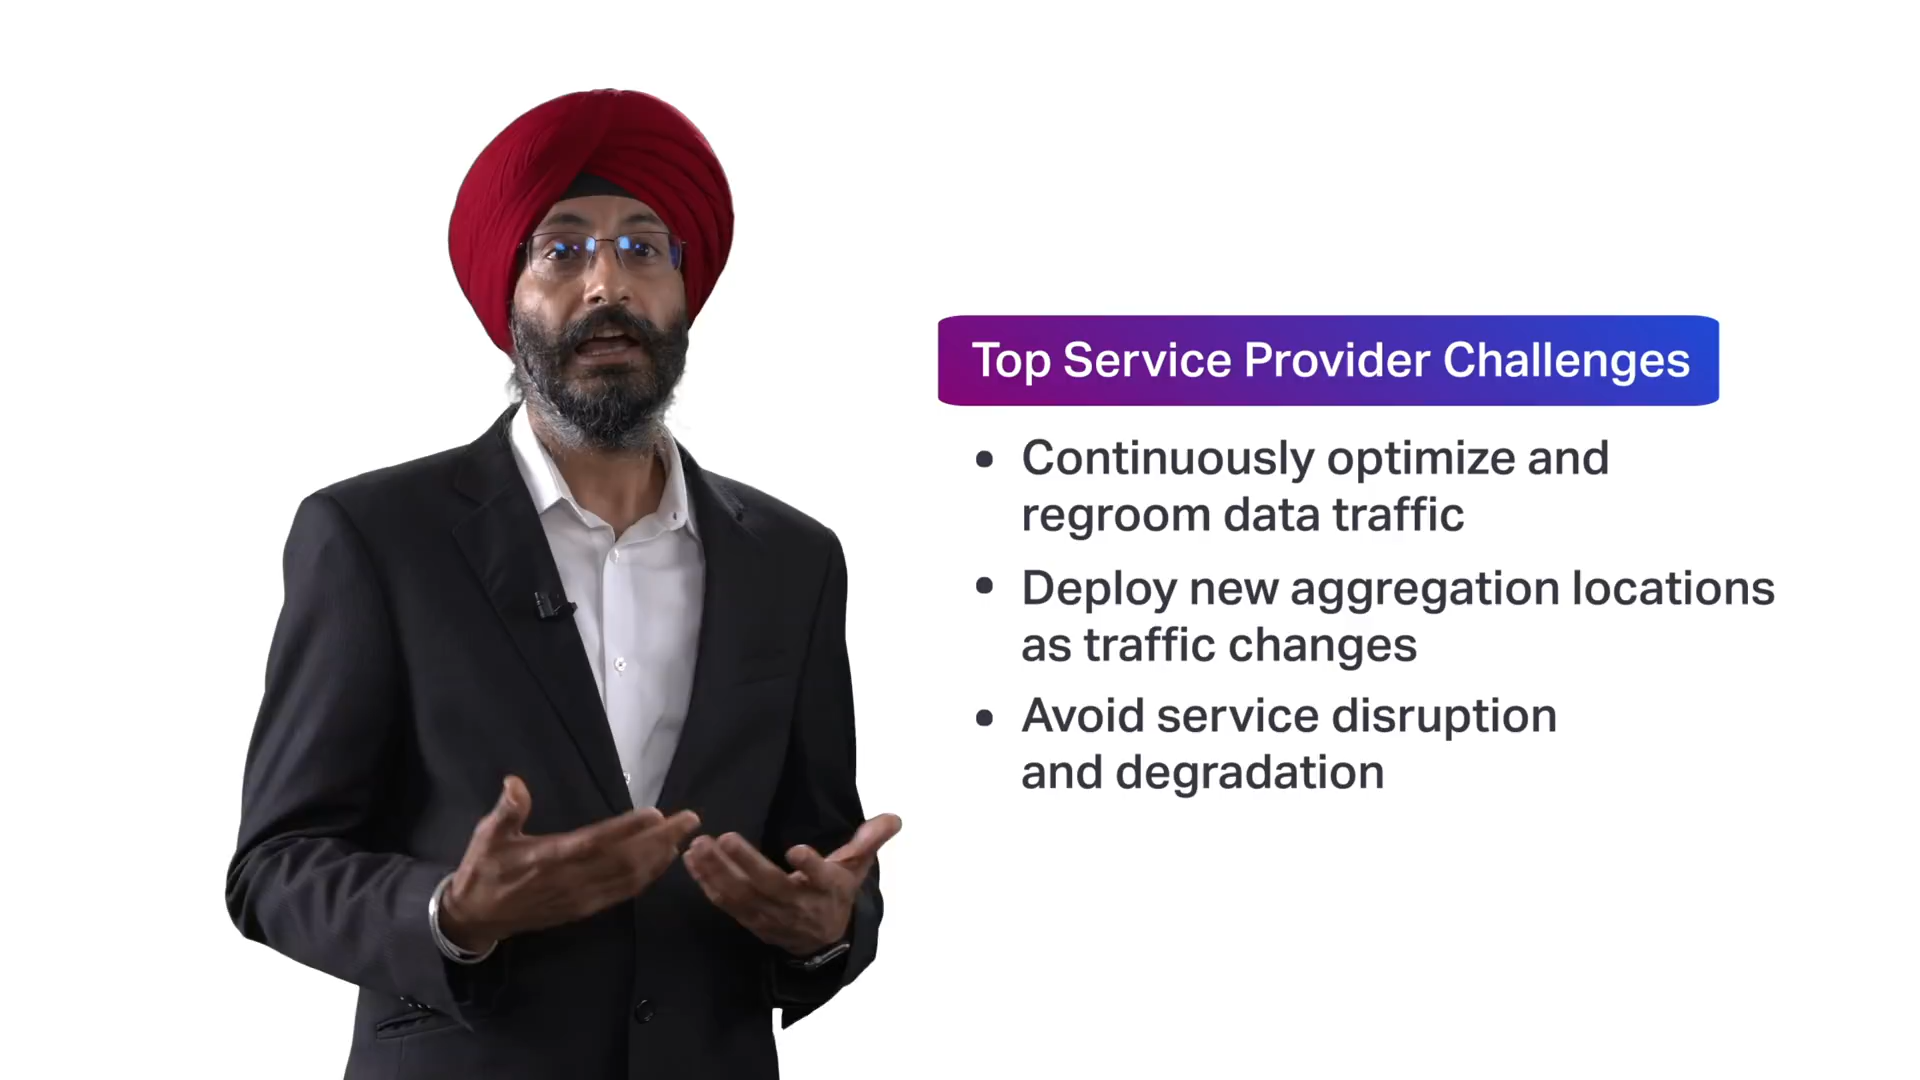 Top Service Provider Challenges
• Continuously optimize and
regroom data traffic
• Deploy new aggregation locations
as traffic changes
• Avoid service disruption
and degradation